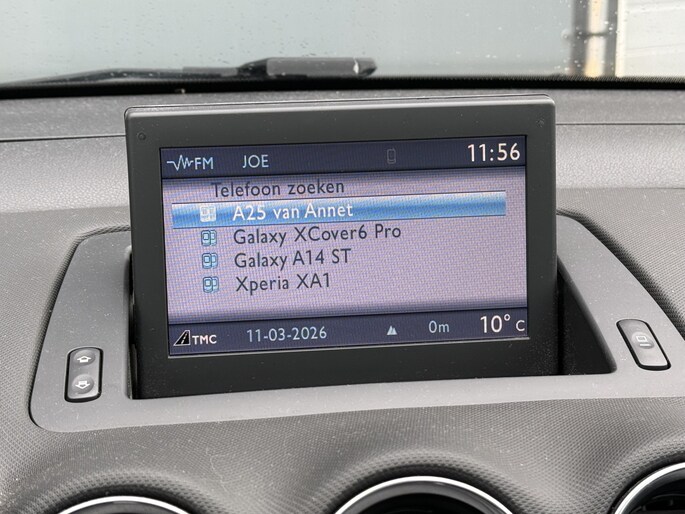 FM JOE 11:56
Telefoon zoeken
A25 van Annet
Galaxy XCover6 Pro
Galaxy A14 ST
Xperia XA1
TMC 11-03-2026 0m 10° C